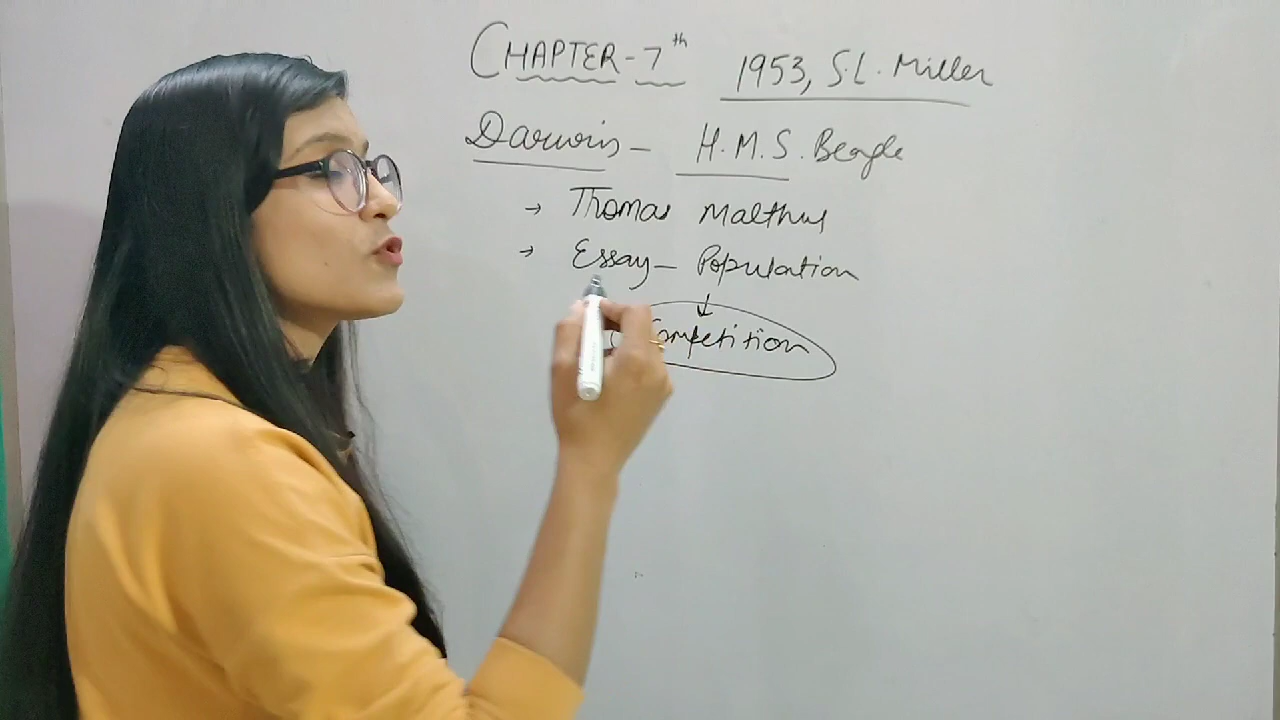 CHAPTER-7th 1953, S.L. Miller
Darwin - H.M.S. Beagle
→ Thomas Malthus
→ Essay - Population
↓
Competition